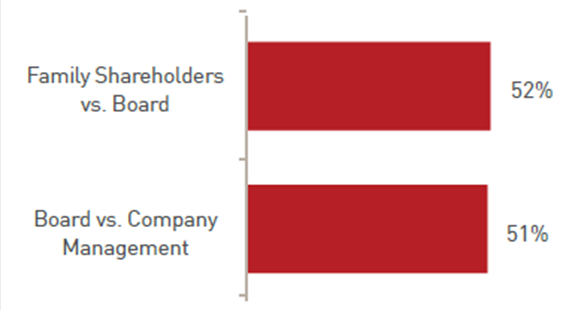 Family Shareholders
vs. Board
52%
Board vs. Company
Management
51%